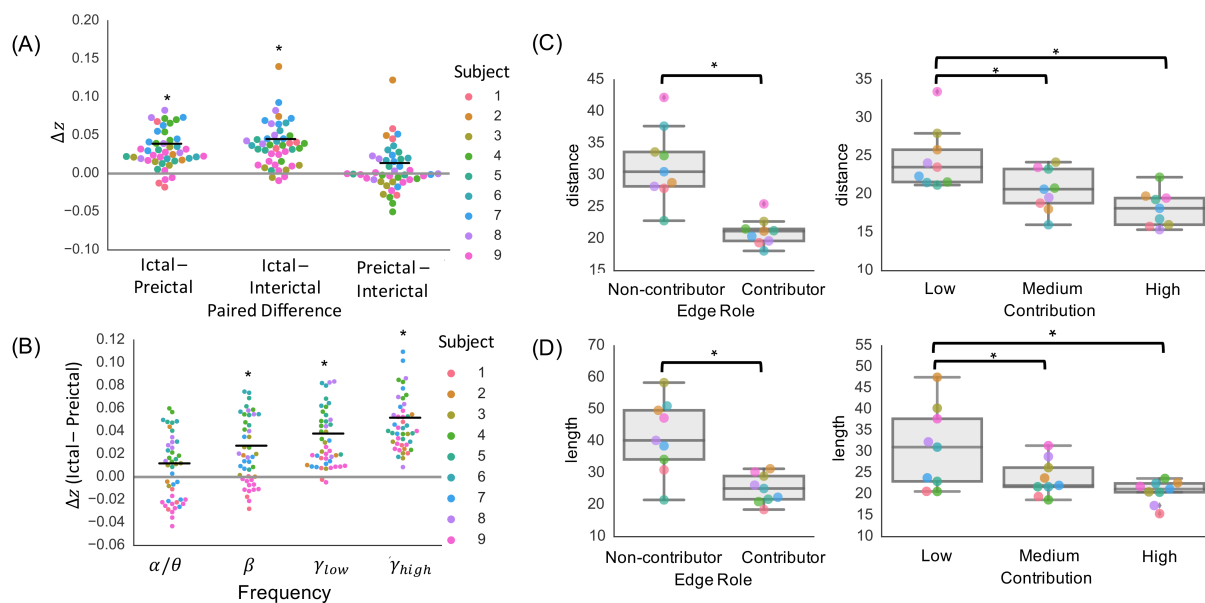 (A)
Δz
0.20
0.15
0.10
0.05
0.00
−0.05
−0.10
*
*
Ictal –
Preictal
Ictal –
Interictal
Preictal –
Interictal
Paired Difference
Subject
1
2
3
4
5
6
7
8
9
(B)
Δz (Ictal – Preictal)
0.12
0.10
0.08
0.06
0.04
0.02
0.00
−0.02
−0.04
−0.06
*
*
*
α/θ
β
γlow
γhigh
Frequency
Subject
1
2
3
4
5
6
7
8
9
(C)
distance
45
40
35
30
25
20
15
*
Non-contributor
Contributor
Edge Role
distance
35
30
25
20
15
10
*
*
Low
Medium
High
Contribution
(D)
length
70
60
50
40
30
20
10
*
Non-contributor
Contributor
Edge Role
length
55
50
45
40
35
30
25
20
15
10
*
*
Low
Medium
High
Contribution